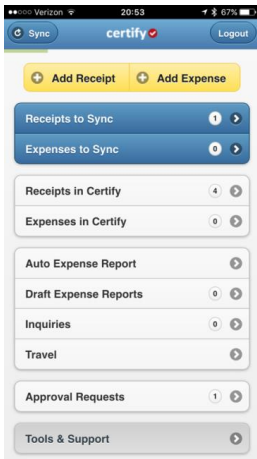 Verizon 20:53 67%
Sync certify Logout
Add Receipt Add Expense
Receipts to Sync 1
Expenses to Sync 0
Receipts in Certify 4
Expenses in Certify 0
Auto Expense Report
Draft Expense Reports 0
Inquiries 0
Travel
Approval Requests 1
Tools & Support